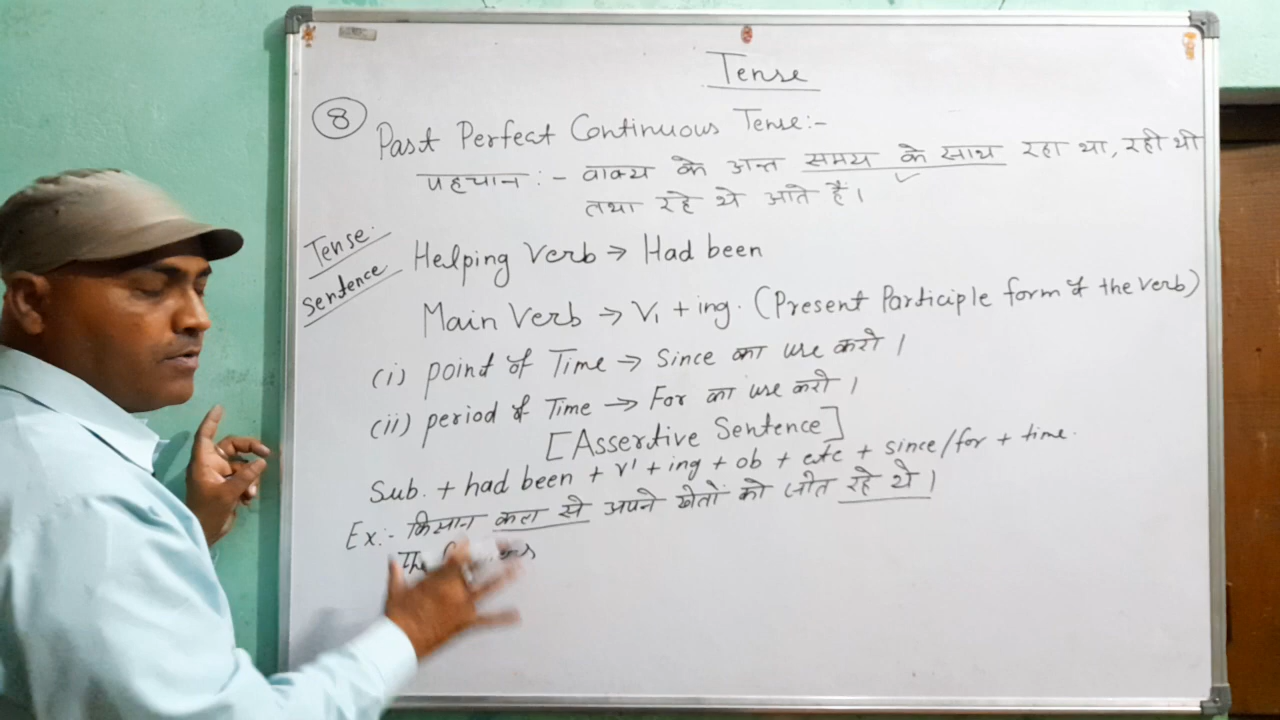 Tense
8
Past Perfect Continuous Tense:-
पहचान:- वाक्य के अन्त समय के साथ रहा था, रही थी
तथा रहे थे आते हैं।
Tense.
Sentence
Helping Verb → Had been
Main Verb → V₁ + ing. (Present Participle form of the verb)
(i) point of Time → Since का use करो।
(ii) period of Time → For का use करो।
[Assertive Sentence]
Sub. + had been + v¹ + ing + ob + etc + since/for + time.
Ex:- किसान कल से अपने खेतों को जोत रहे थे।
The